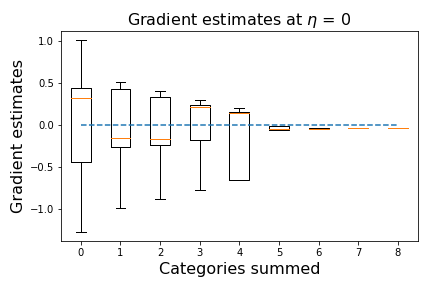 Gradient estimates at η = 0
Gradient estimates
1.0
0.5
0.0
−0.5
−1.0
0 1 2 3 4 5 6 7 8
Categories summed